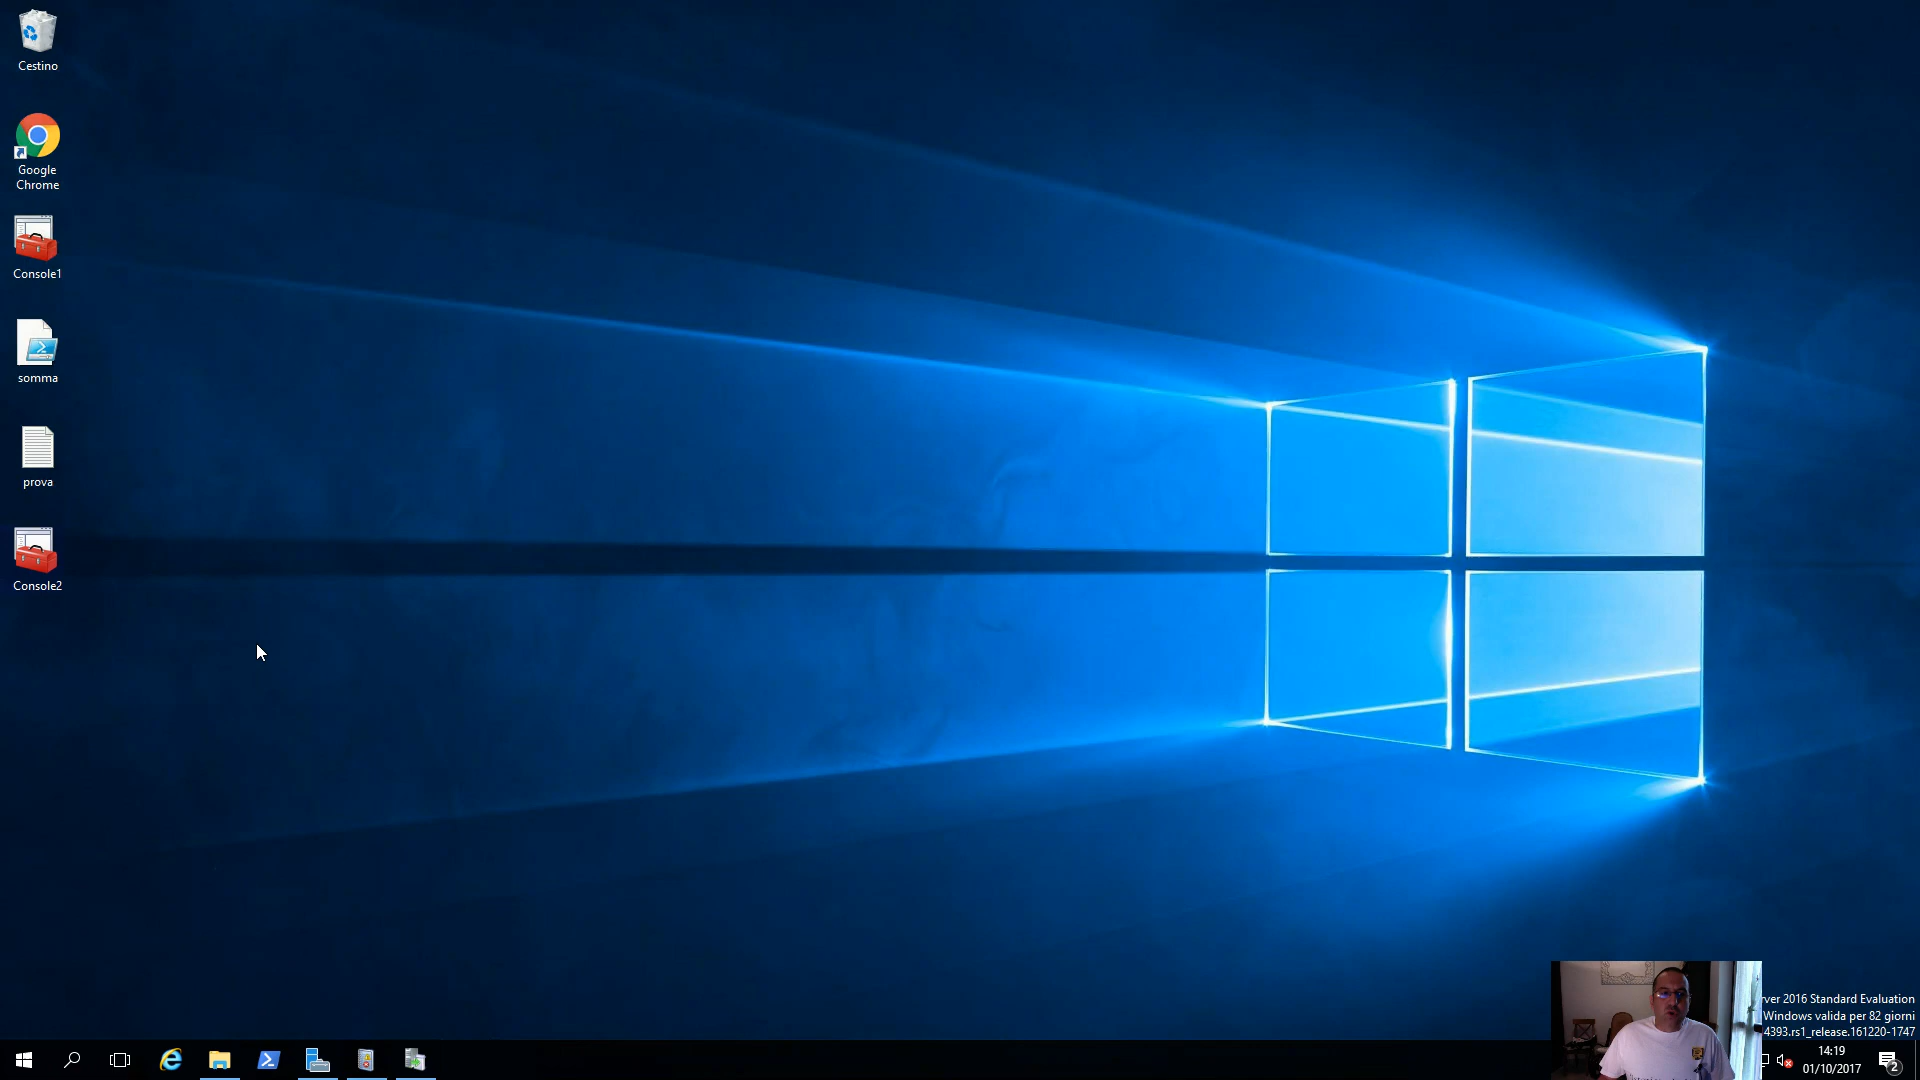 Cestino
Google
Chrome
Console1
somma
prova
Console2
2016 Standard Evaluation
Windows valida per 82 giorni
4393.rs1_release.161220-1747
14:19
01/10/2017
2